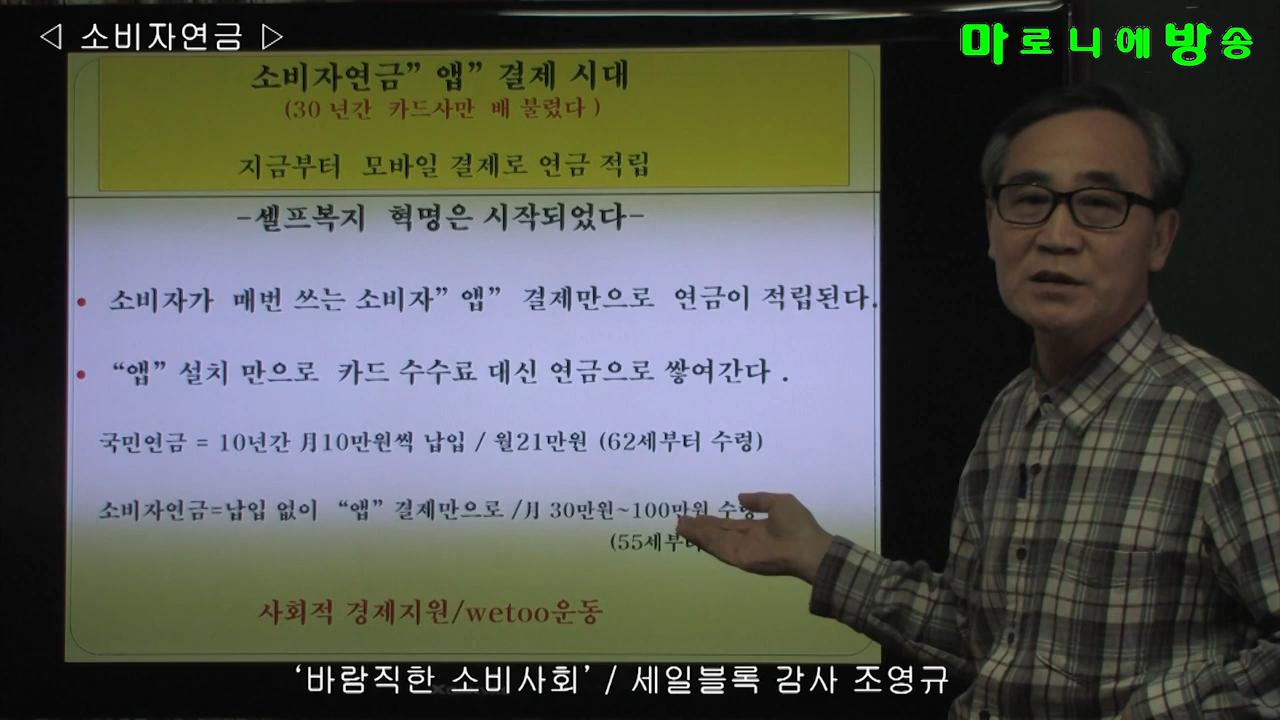 ◁ 소비자연금 ▷
마로니에방송
소비자연금” 앱” 결제 시대
(30 년간 카드사만 배 불렸다 )
지금부터 모바일 결제로 연금 적립
-셀프복지 혁명은 시작되었다-
• 소비자가 매번 쓰는 소비자” 앱” 결제만으로 연금이 적립된다.
• “앱” 설치 만으로 카드 수수료 대신 연금으로 쌓여간다 .
국민연금 = 10년간 月10만원씩 납입 / 월21만원 (62세부터 수령)
소비자연금=납입 없이 “앱” 결제만으로 /月 30만원~100만원 수령
(55세부터
사회적 경제지원/wetoo운동
‘바람직한 소비사회’ / 세일블록 감사 조영규